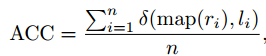 ACC = \frac{\sum_{i=1}^{n} \delta(\mathrm{map}(r_i), l_i)}{n},